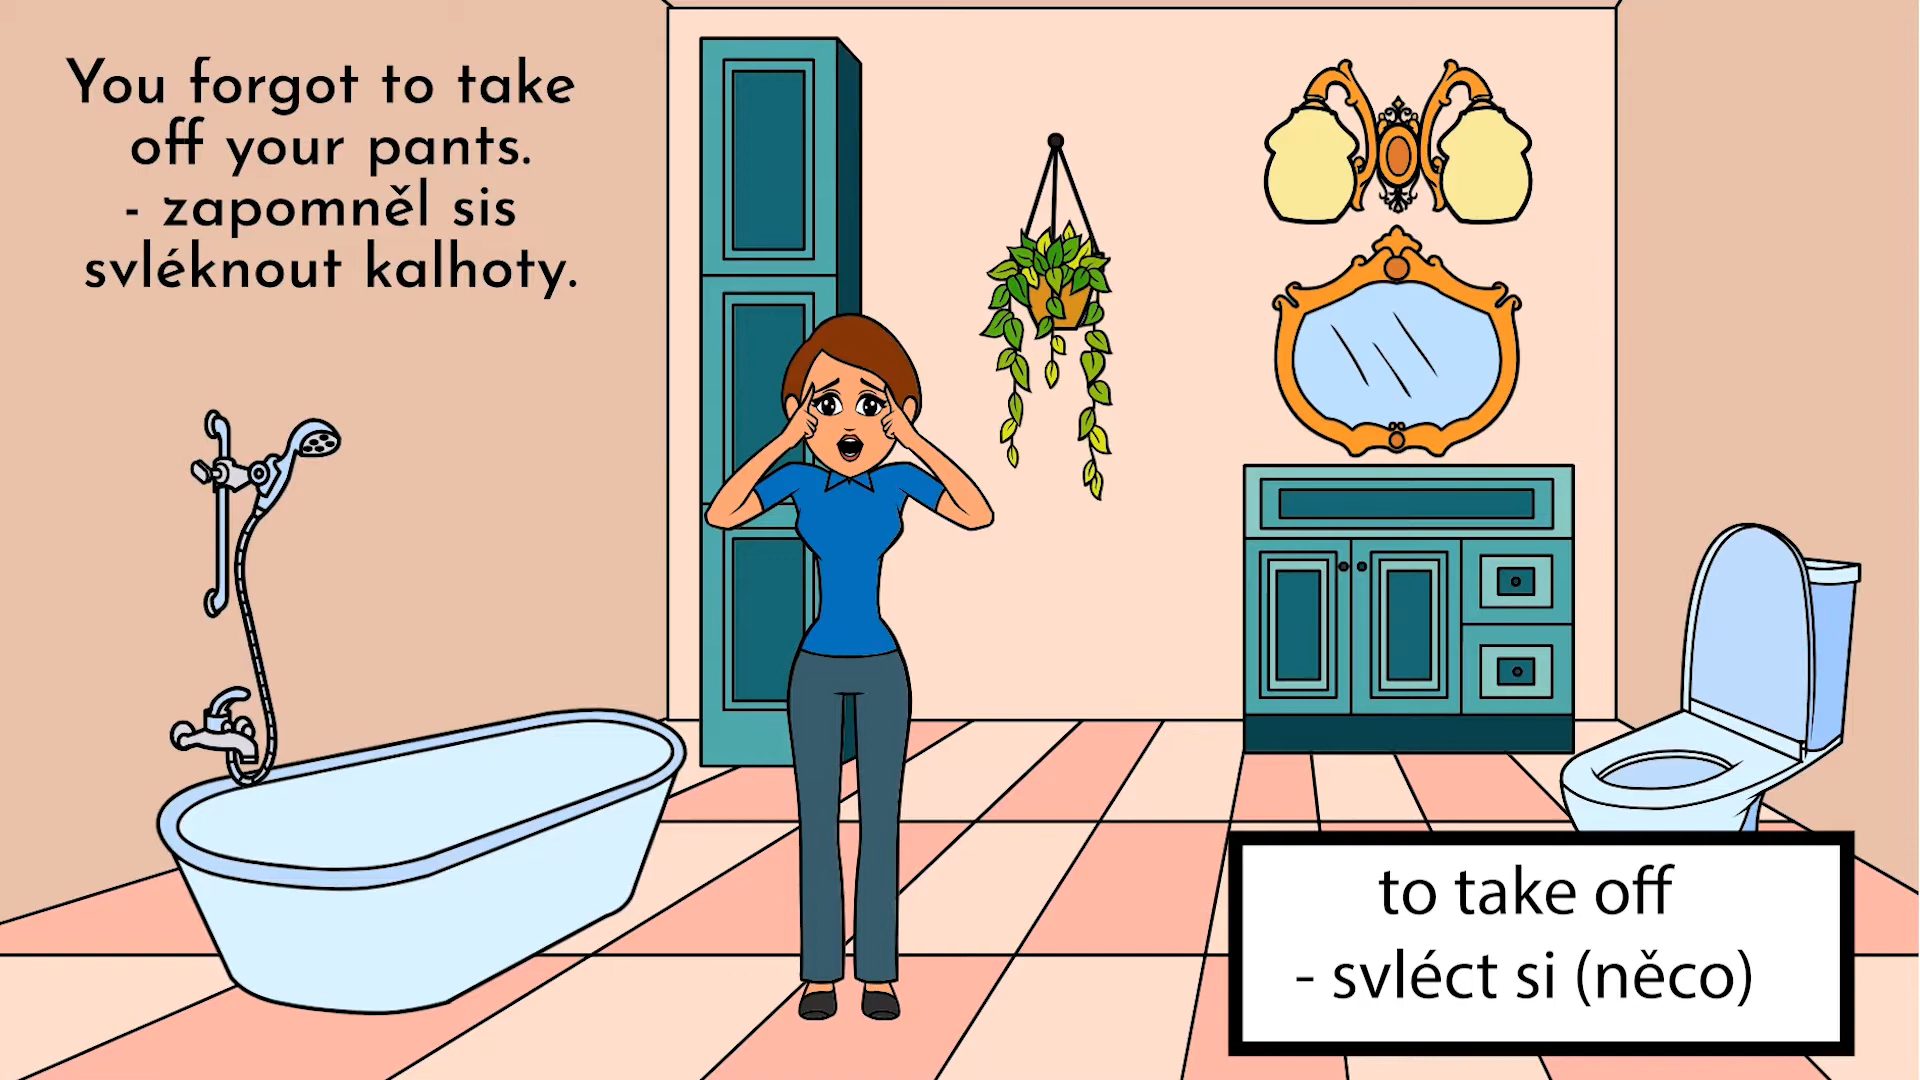 You forgot to take
off your pants.
- zapomněl sis
svléknout kalhoty.
to take off
- svléct si (něco)